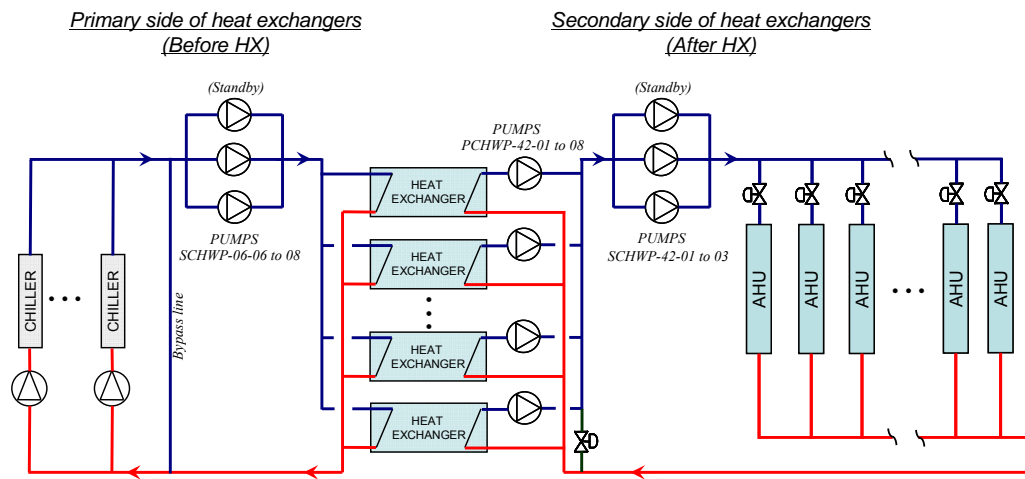 Primary side of heat exchangers
(Before HX)
Secondary side of heat exchangers
(After HX)
(Standby)
PUMPS
SCHWP-06-06 to 08
PUMPS
PCHWP-42-01 to 08
(Standby)
PUMPS
SCHWP-42-01 to 03
CHILLER
CHILLER
Bypass line
HEAT
EXCHANGER
HEAT
EXCHANGER
HEAT
EXCHANGER
HEAT
EXCHANGER
AHU
AHU
AHU
AHU
AHU